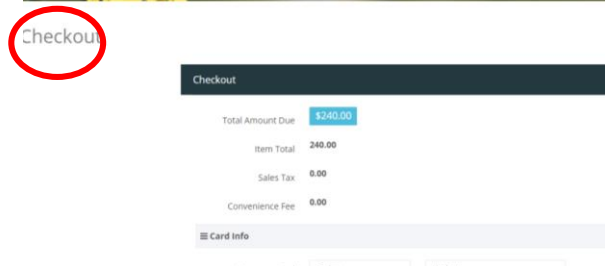 Checkout
Checkout
Total Amount Due $240.00
Item Total 240.00
Sales Tax 0.00
Convenience Fee 0.00
≡ Card Info